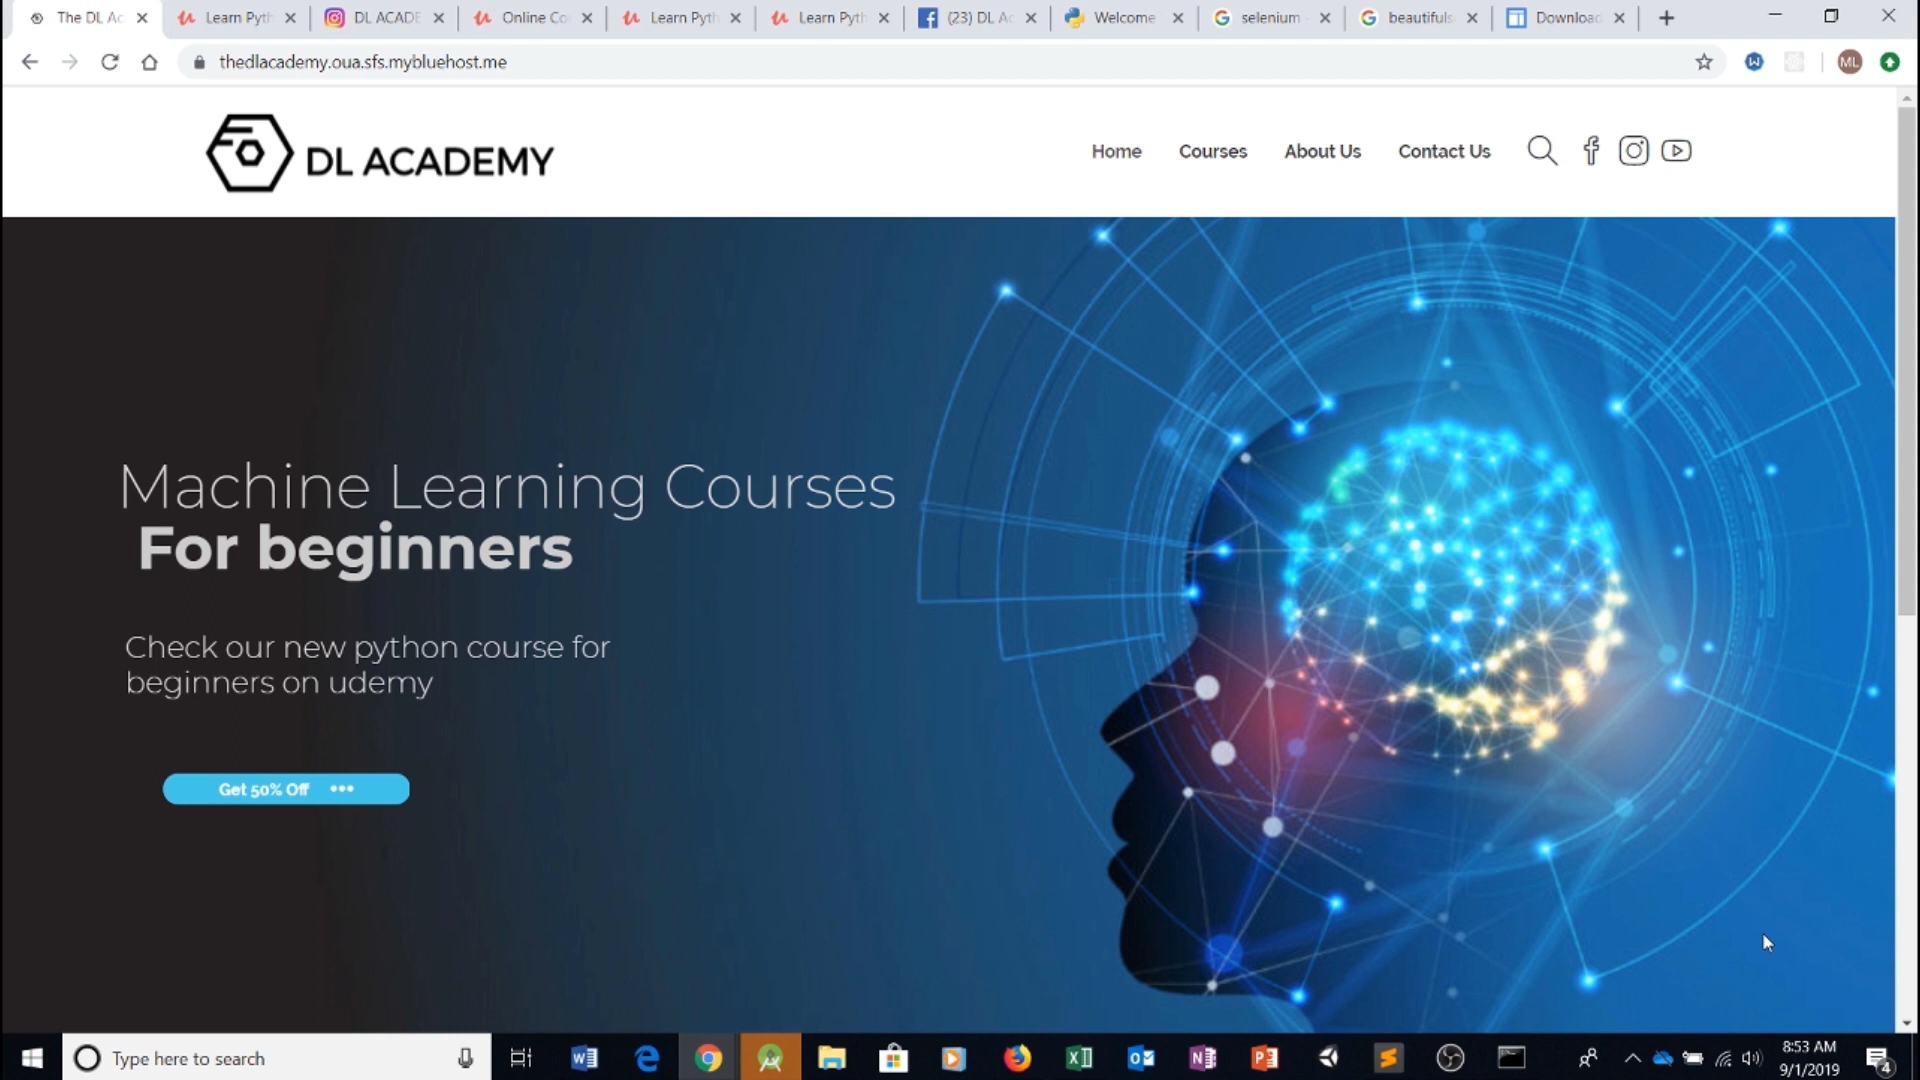 The DL Ac
Learn Pyth
DL ACADE
Online Co
Learn Pyth
Learn Pyth
(23) DL Ac
Welcome
selenium -
beautifuls
Download
thedlacademy.oua.sfs.mybluehost.me
ML
DL ACADEMY
Home
Courses
About Us
Contact Us
Machine Learning Courses
For beginners
Check our new python course for
beginners on udemy
Get 50% Off •••
Type here to search
8:53 AM
9/1/2019
4